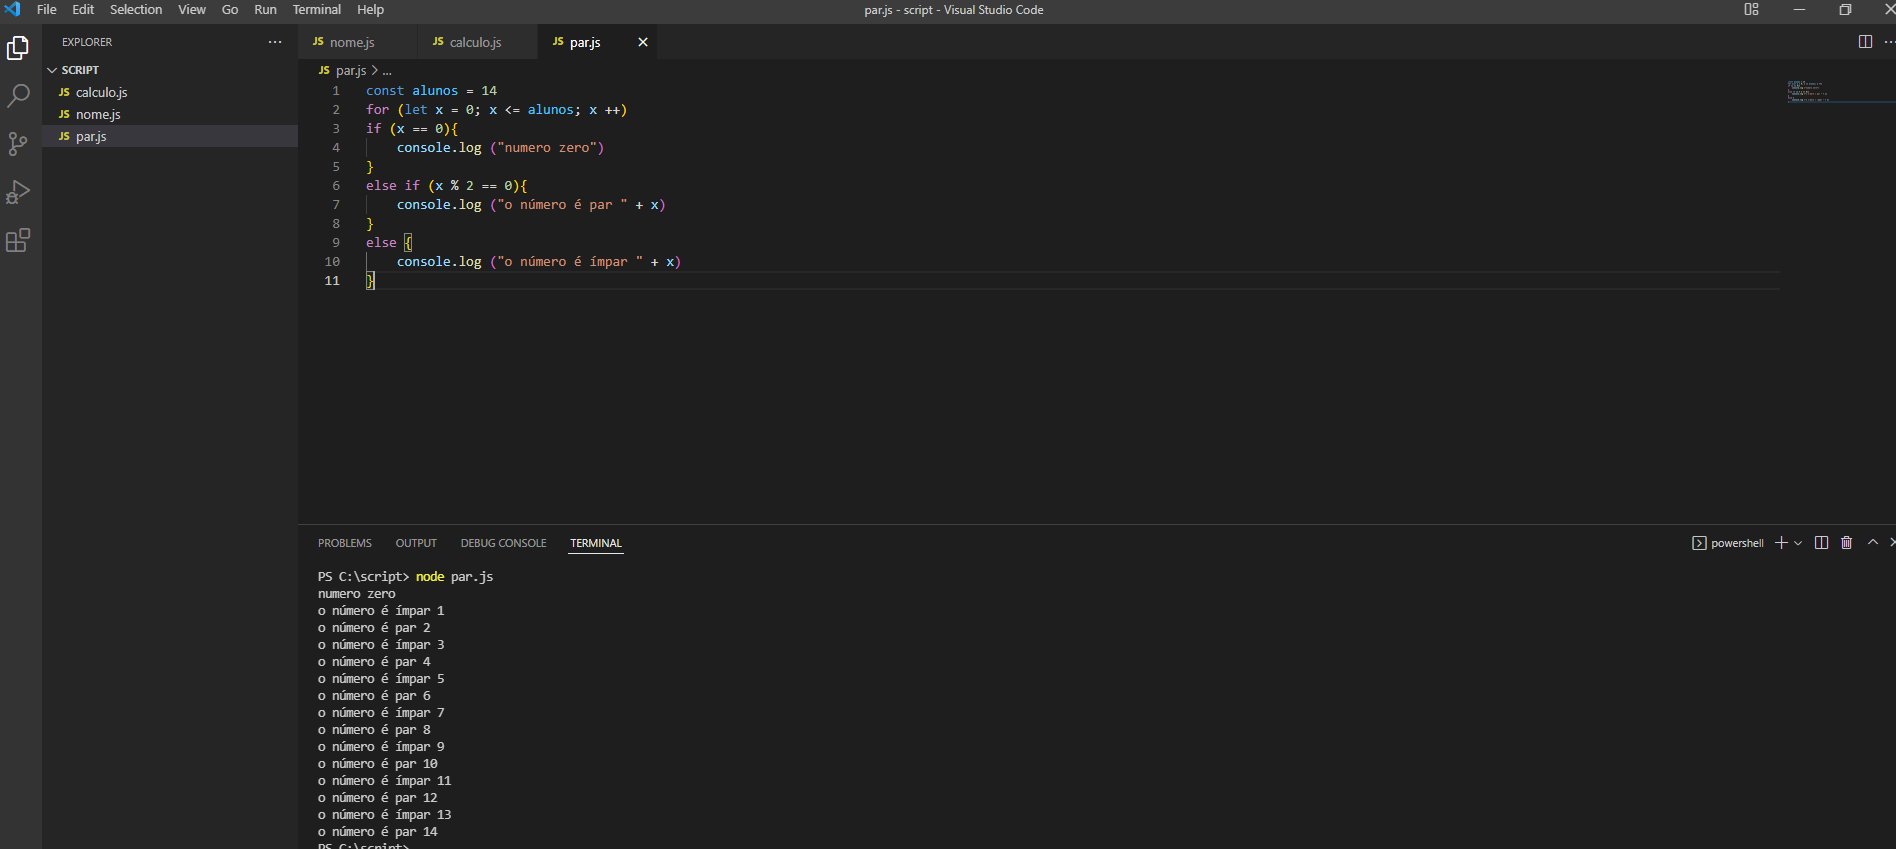 File Edit Selection View Go Run Terminal Help
par.js - script - Visual Studio Code
EXPLORER
SCRIPT
JS calculo.js
JS nome.js
JS par.js
JS nome.js
JS calculo.js
JS par.js
JS par.js > ...
1 const alunos = 14
2 for (let x = 0; x <= alunos; x ++)
3 if (x == 0){
4 console.log ("numero zero")
5 }
6 else if (x % 2 == 0){
7 console.log ("o número é par " + x)
8 }
9 else {
10 console.log ("o número é ímpar " + x)
11 }
PROBLEMS OUTPUT DEBUG CONSOLE TERMINAL
powershell
PS C:\script> node par.js
numero zero
o número é ímpar 1
o número é par 2
o número é ímpar 3
o número é par 4
o número é ímpar 5
o número é par 6
o número é ímpar 7
o número é par 8
o número é ímpar 9
o número é par 10
o número é ímpar 11
o número é par 12
o número é ímpar 13
o número é par 14
PS C:\script>